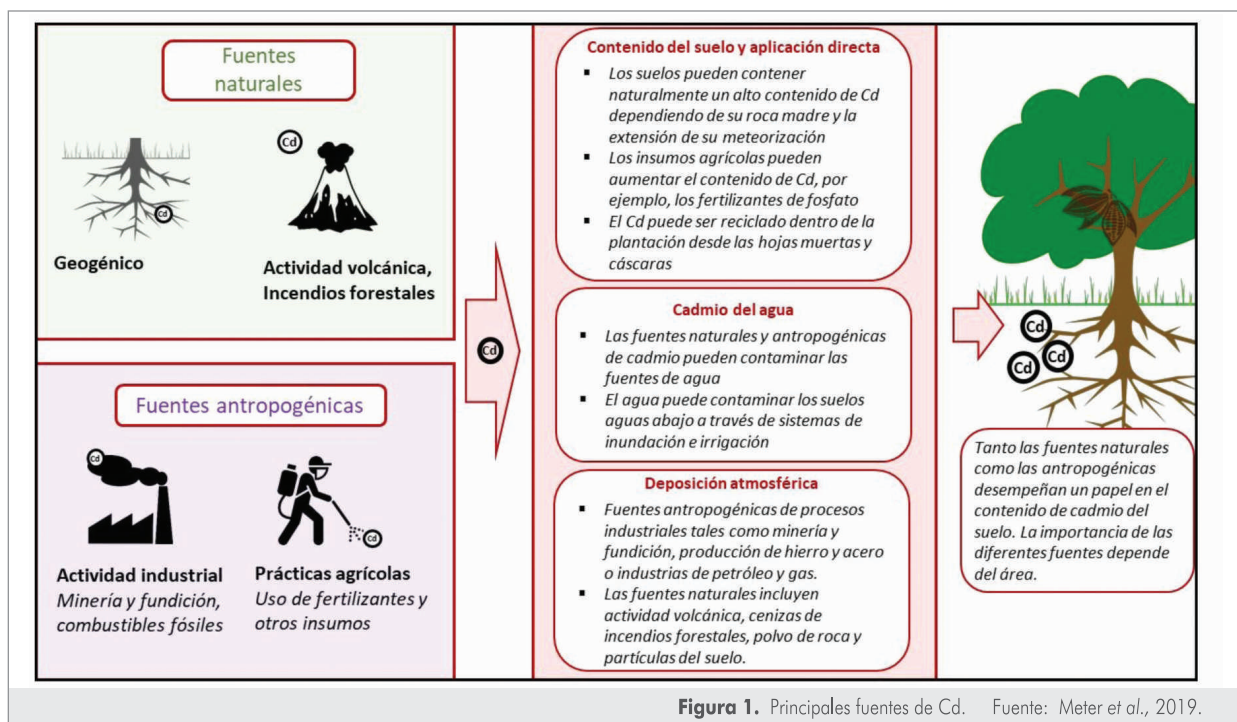 Fuentes
naturales
Cd
Cd
Geogénico
Actividad volcánica,
Incendios forestales
Fuentes antropogénicas
Cd
Cd
Actividad industrial
Minería y fundición,
combustibles fósiles
Prácticas agrícolas
Uso de fertilizantes y
otros insumos
Cd
Contenido del suelo y aplicación directa
▪ Los suelos pueden contener
naturalmente un alto contenido de Cd
dependiendo de su roca madre y la
extensión de su meteorización
▪ Los insumos agrícolas pueden
aumentar el contenido de Cd, por
ejemplo, los fertilizantes de fosfato
▪ El Cd puede ser reciclado dentro de la
plantación desde las hojas muertas y
cáscaras
Cadmio del agua
▪ Las fuentes naturales y antropogénicas
de cadmio pueden contaminar las
fuentes de agua
▪ El agua puede contaminar los suelos
aguas abajo a través de sistemas de
inundación e irrigación
Deposición atmosférica
▪ Fuentes antropogénicas de procesos
industriales tales como minería y
fundición, producción de hierro y acero
o industrias de petróleo y gas.
▪ Las fuentes naturales incluyen
actividad volcánica, cenizas de
incendios forestales, polvo de roca y
partículas del suelo.
Cd
Cd
Cd
Tanto las fuentes naturales
como las antropogénicas
desempeñan un papel en el
contenido de cadmio del
suelo. La importancia de las
diferentes fuentes depende
del área.
Figura 1. Principales fuentes de Cd. Fuente: Meter et al., 2019.